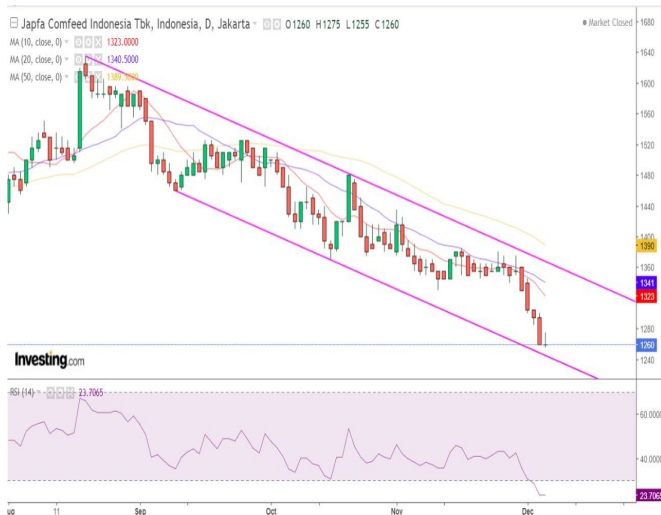 Japfa Comfeed Indonesia Tbk, Indonesia, D, Jakarta O1260 H1275 L1255 C1260
Market Closed
MA (10, close, 0) 1323.0000
MA (20, close, 0) 1340.5000
MA (50, close, 0)
1680
1640
1600
1560
1520
1480
1440
1400
1390
1360
1341
1323
1280
1260
1240
Investing.com
RSI (14) 23.7065
60.0000
40.0000
23.7065
11 Sep Oct Nov Dec